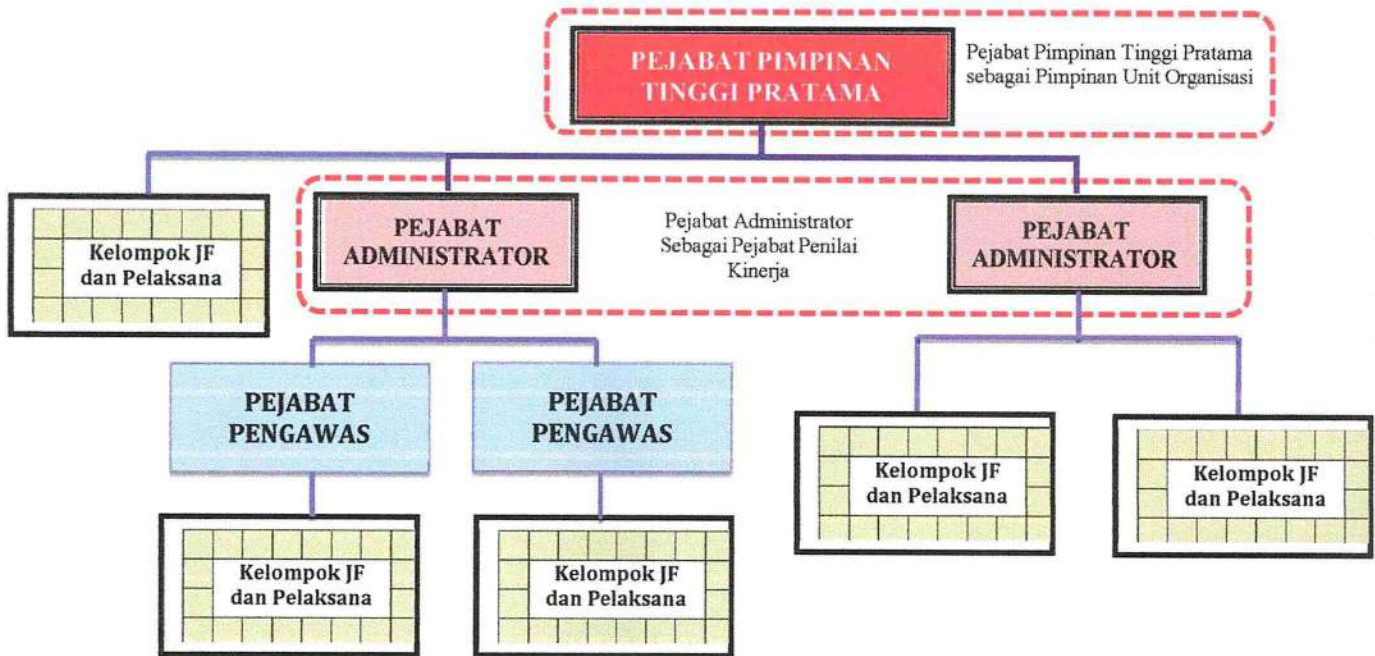 PEJABAT PIMPINAN
TINGGI PRATAMA
Pejabat Pimpinan Tinggi Pratama
sebagai Pimpinan Unit Organisasi
Kelompok JF
dan Pelaksana
PEJABAT
ADMINISTRATOR
Pejabat Administrator
Sebagai Pejabat Penilai
Kinerja
PEJABAT
ADMINISTRATOR
PEJABAT
PENGAWAS
PEJABAT
PENGAWAS
Kelompok JF
dan Pelaksana
Kelompok JF
dan Pelaksana
Kelompok JF
dan Pelaksana
Kelompok JF
dan Pelaksana